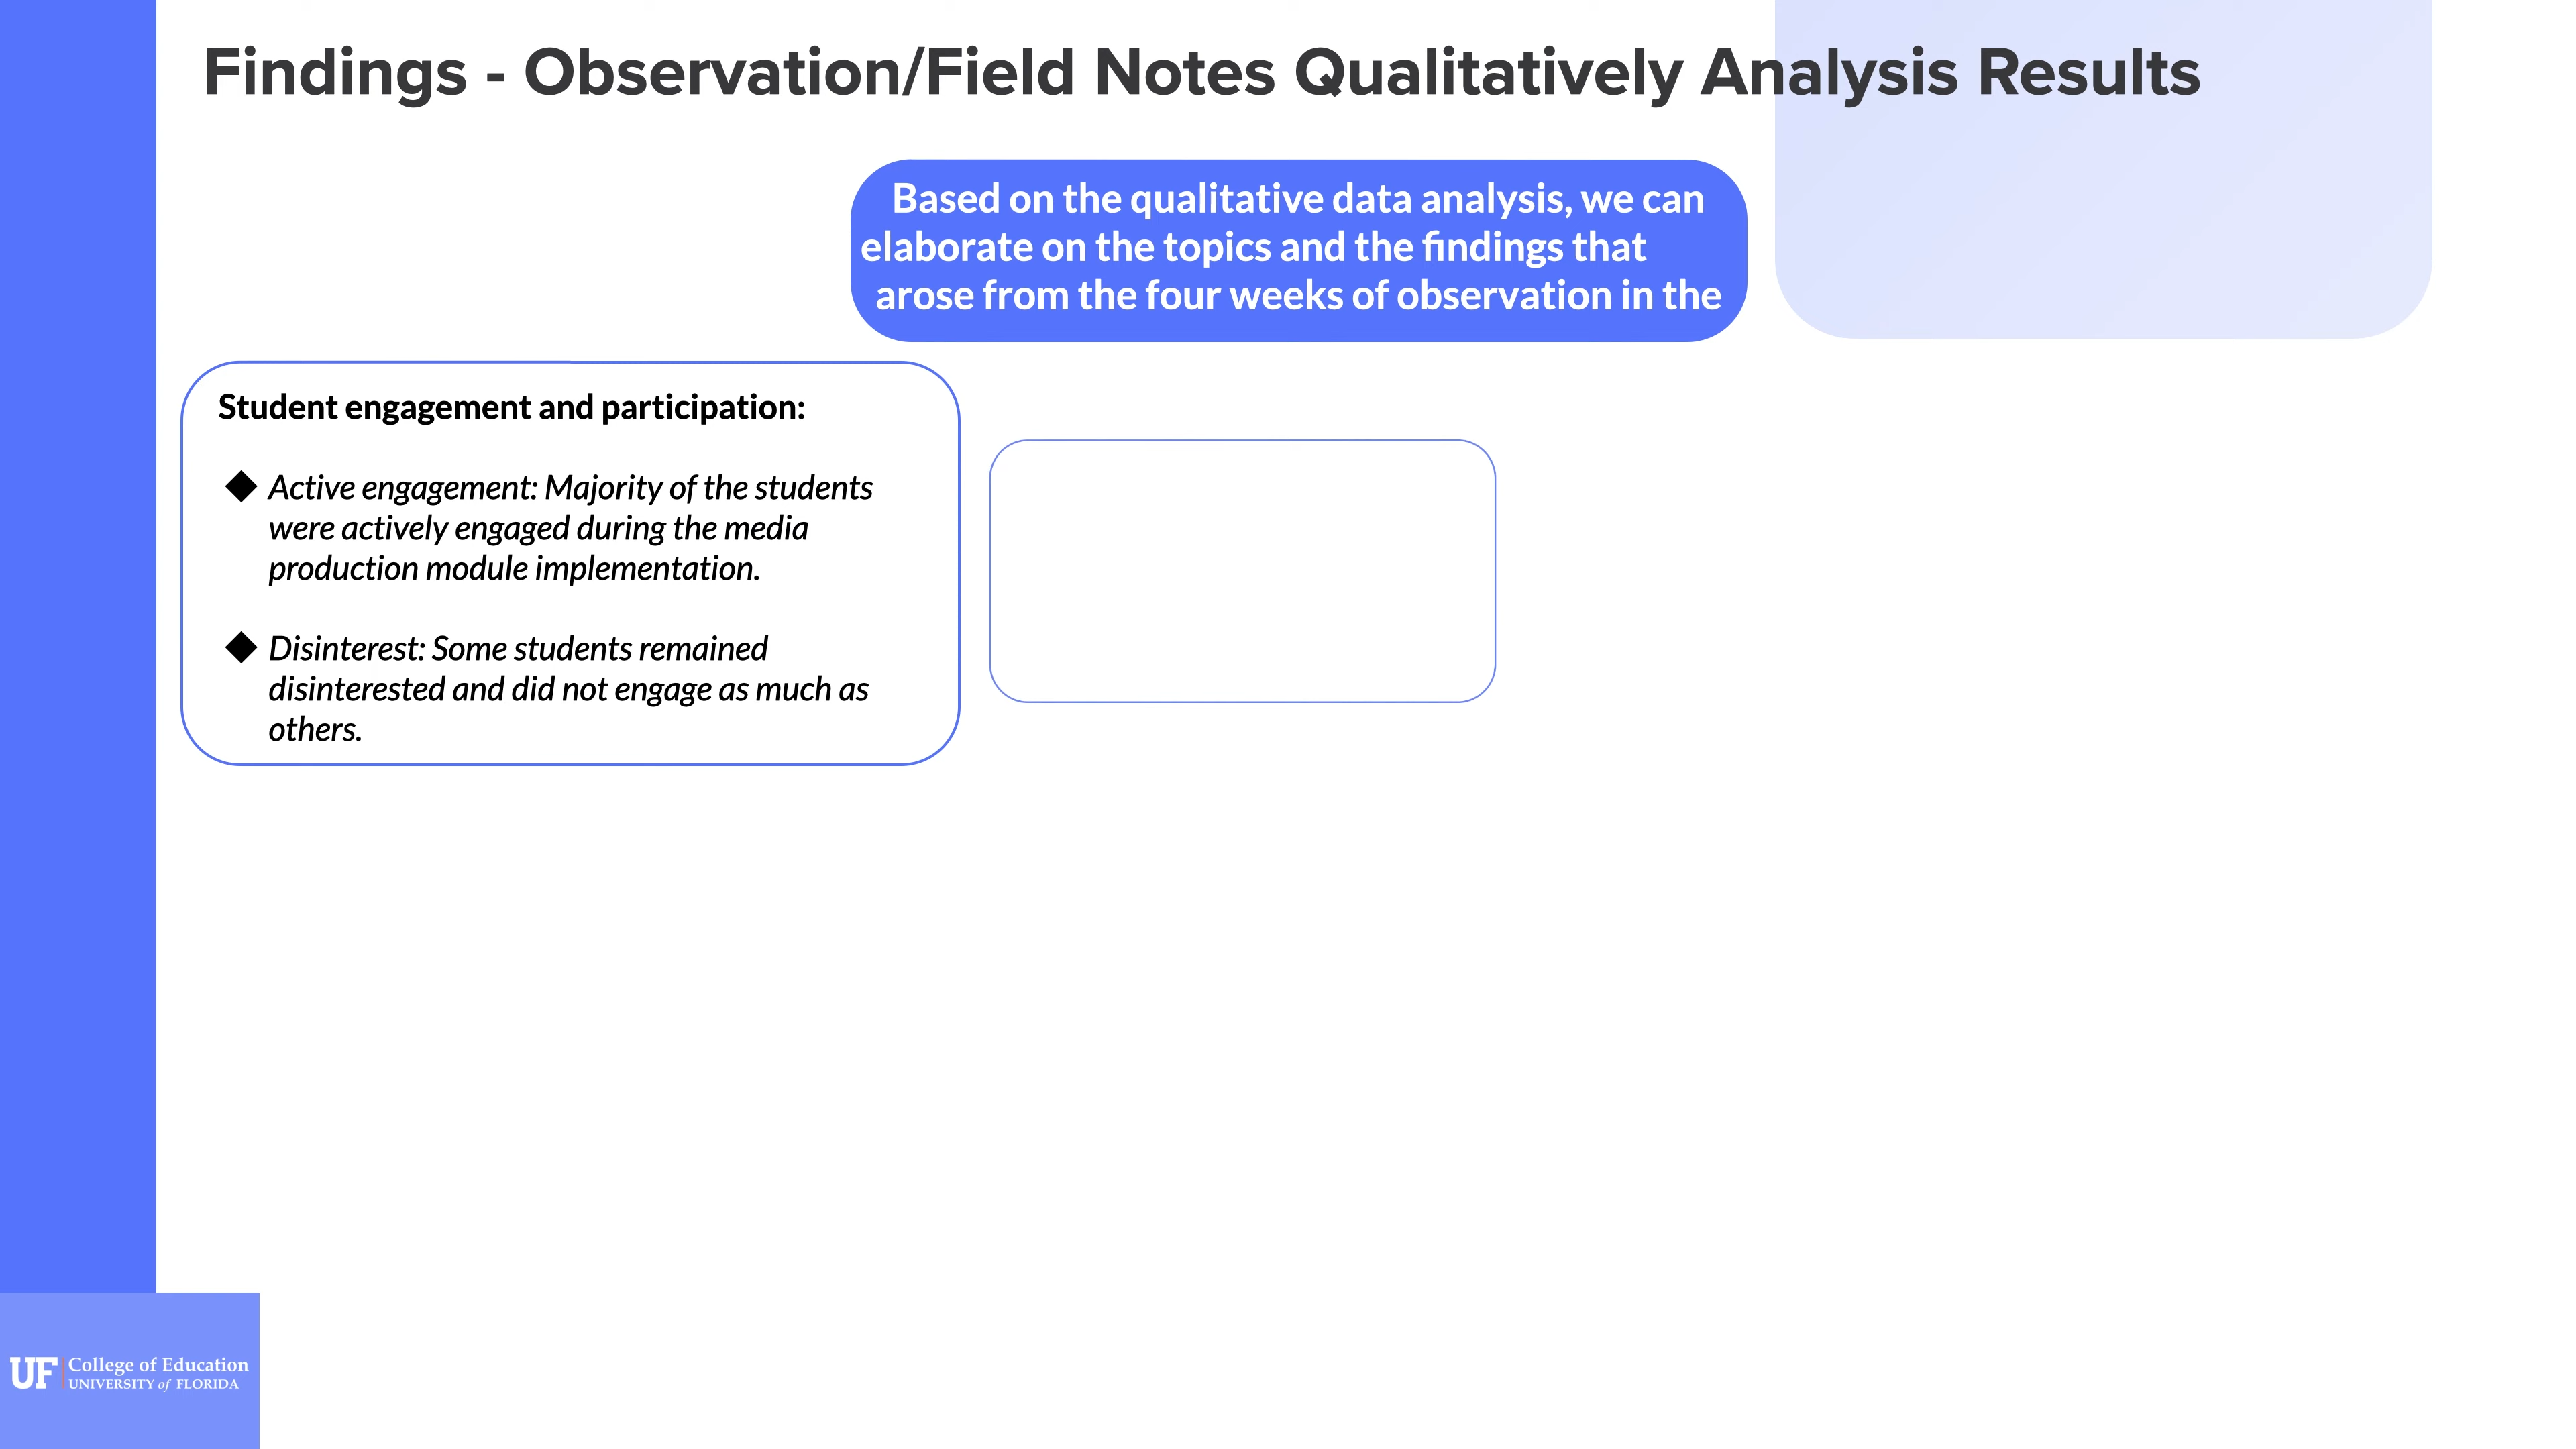 Findings - Observation/Field Notes Qualitatively Analysis Results
Based on the qualitative data analysis, we can
elaborate on the topics and the findings that
arose from the four weeks of observation in the
Student engagement and participation:
◆ Active engagement: Majority of the students
were actively engaged during the media
production module implementation.
◆ Disinterest: Some students remained
disinterested and did not engage as much as
others.
UF College of Education
UNIVERSITY of FLORIDA